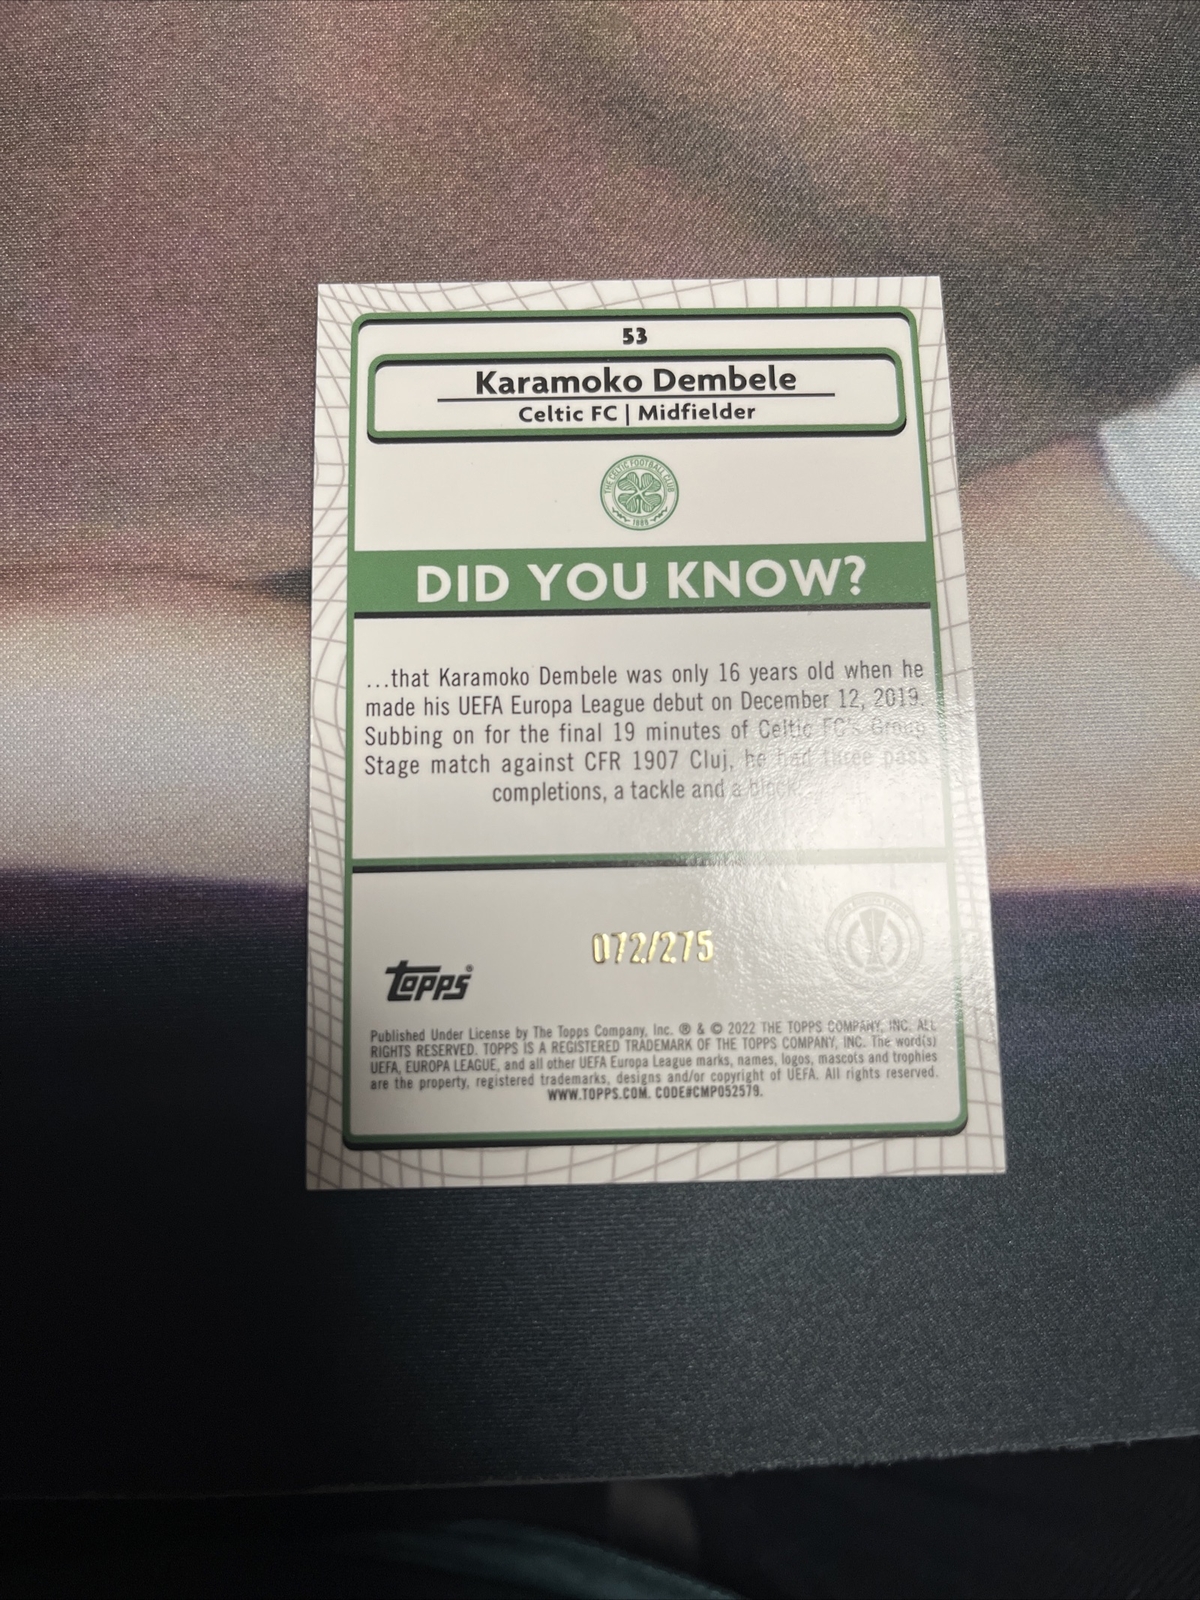 53
Karamoko Dembele
Celtic FC | Midfielder
THE CELTIC FOOTBALL CLUB
1888
DID YOU KNOW?
...that Karamoko Dembele was only 16 years old when he
made his UEFA Europa League debut on December 12, 2019.
Subbing on for the final 19 minutes of Celtic FC's Group
Stage match against CFR 1907 Cluj, he had three pass
completions, a tackle and a block.
072/275
TOPPS®
Published Under License by The Topps Company, Inc. ® & © 2022 THE TOPPS COMPANY, INC. ALL
RIGHTS RESERVED. TOPPS IS A REGISTERED TRADEMARK OF THE TOPPS COMPANY, INC. The word(s)
UEFA, EUROPA LEAGUE, and all other UEFA Europa League marks, names, logos, mascots and trophies
are the property, registered trademarks, designs and/or copyright of UEFA. All rights reserved.
WWW.TOPPS.COM. CODE#CMP052579.